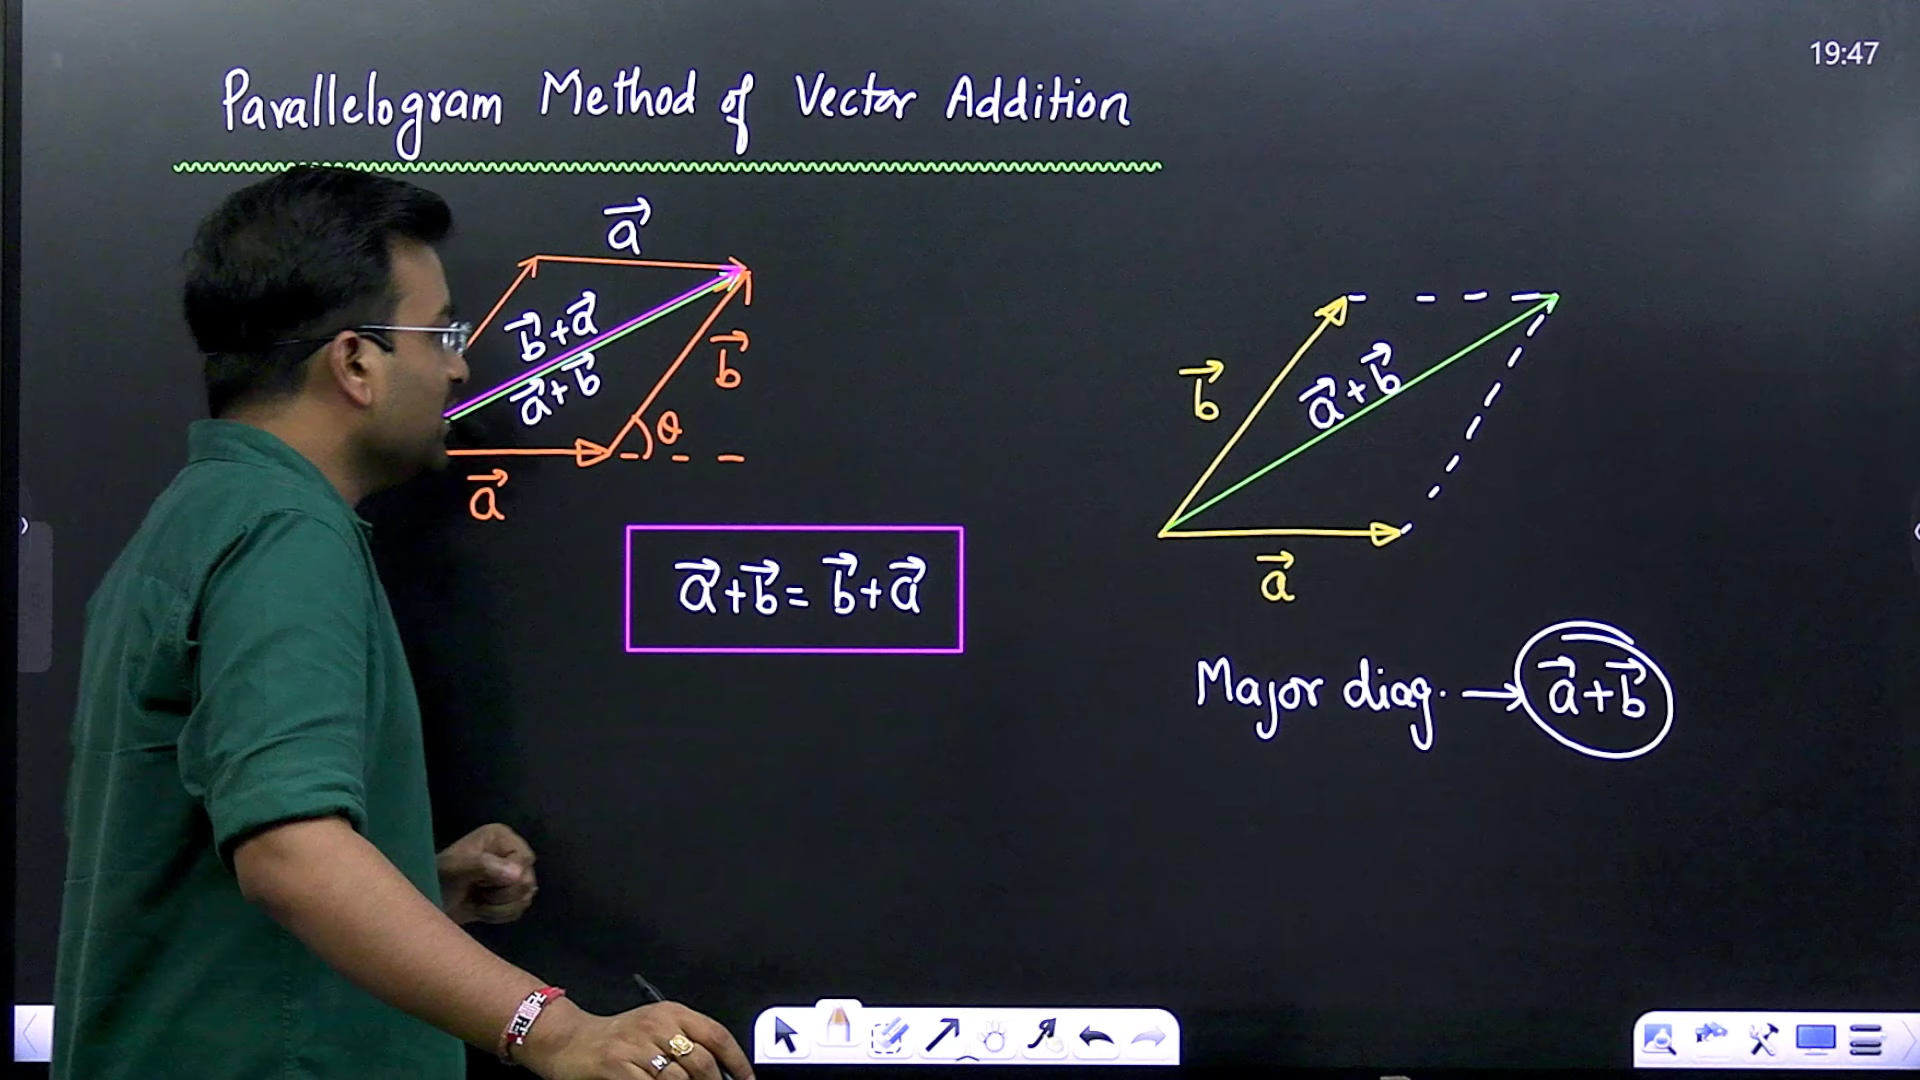 19:47
Parallelogram Method of Vector Addition
a⃗
b⃗+a⃗
a⃗+b⃗
b⃗
θ
a⃗
a⃗+b⃗ = b⃗+a⃗
b⃗
a⃗+b⃗
a⃗
Major diag. → a⃗+b⃗